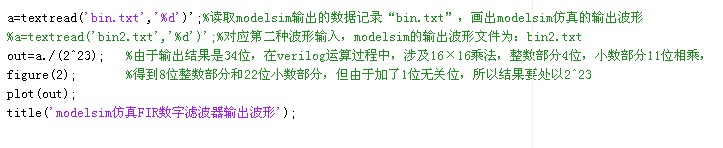 a=textread('bin.txt','%d')';%读取modelsim输出的数据记录“bin.txt”，画出modelsim仿真的输出波形
%a=textread('bin2.txt','%d')';%对应第二种波形输入，modelsim的输出波形文件为：bin2.txt
out=a./(2^23); %由于输出结果是34位，在verilog运算过程中，涉及16×16乘法，整数部分4位，小数部分11位相乘，
figure(2); %得到8位整数部分和22位小数部分，但由于加了1位无关位，所以结果要处以2^23
plot(out);
title('modelsim仿真FIR数字滤波器输出波形');